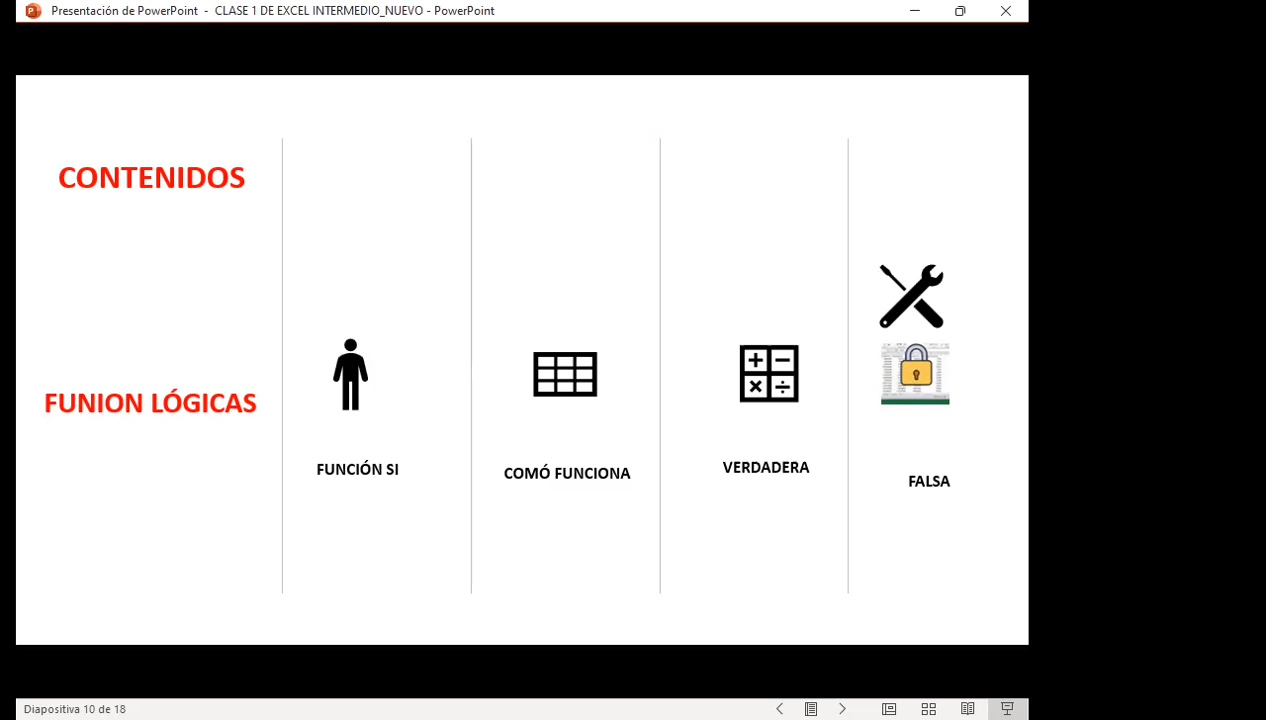 Presentación de PowerPoint - CLASE 1 DE EXCEL INTERMEDIO_NUEVO - PowerPoint
CONTENIDOS
FUNION LÓGICAS
FUNCIÓN SI
COMÓ FUNCIONA
VERDADERA
FALSA
Diapositiva 10 de 18